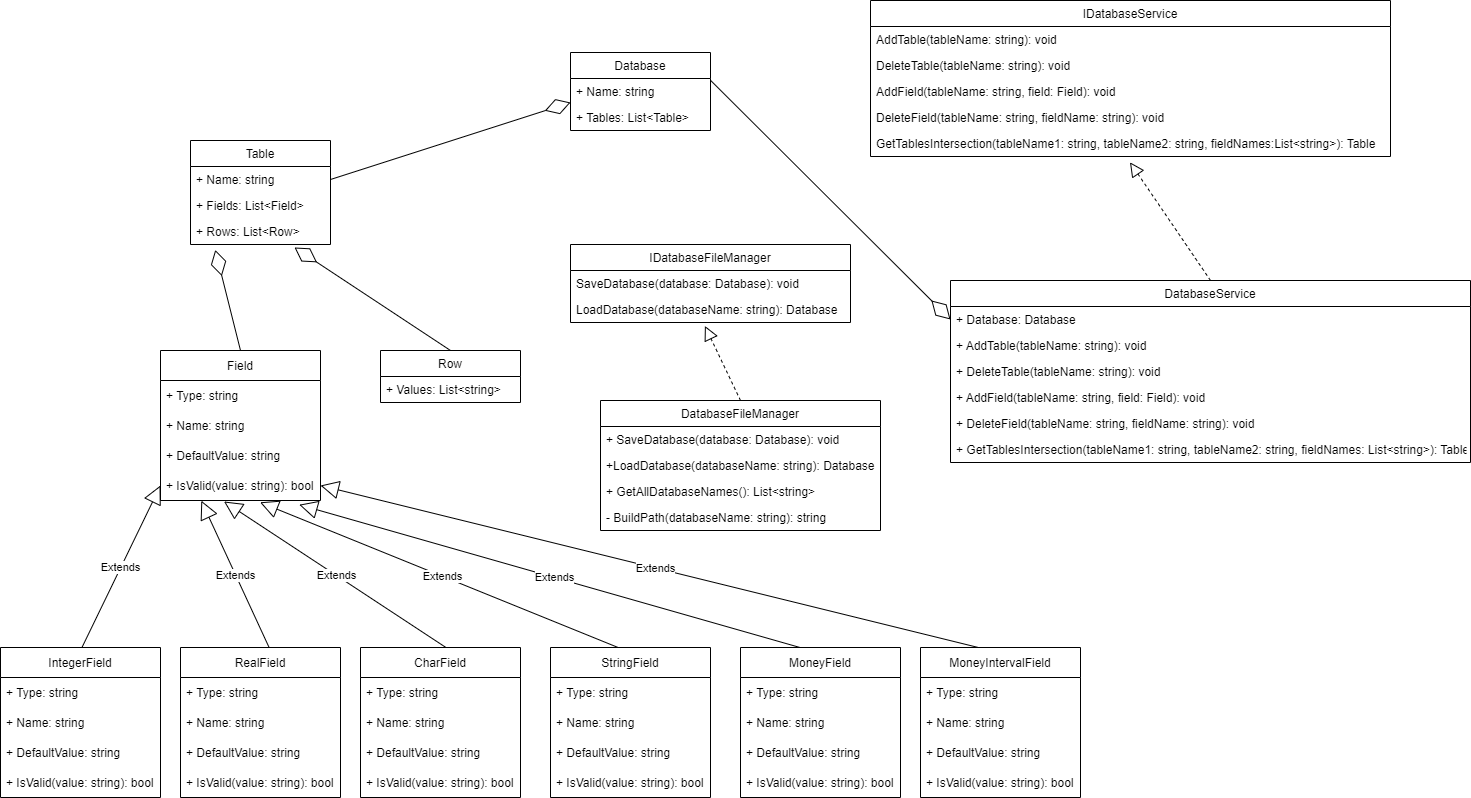 IDatabaseService
AddTable(tableName: string): void
DeleteTable(tableName: string): void
AddField(tableName: string, field: Field): void
DeleteField(tableName: string, fieldName: string): void
GetTablesIntersection(tableName1: string, tableName2: string, fieldNames:List<string>): Table
Database
+ Name: string
+ Tables: List<Table>
Table
+ Name: string
+ Fields: List<Field>
+ Rows: List<Row>
IDatabaseFileManager
SaveDatabase(database: Database): void
LoadDatabase(databaseName: string): Database
DatabaseService
+ Database: Database
+ AddTable(tableName: string): void
+ DeleteTable(tableName: string): void
+ AddField(tableName: string, field: Field): void
+ DeleteField(tableName: string, fieldName: string): void
+ GetTablesIntersection(tableName1: string, tableName2: string, fieldNames: List<string>): Table
Field
+ Type: string
+ Name: string
+ DefaultValue: string
+ IsValid(value: string): bool
Row
+ Values: List<string>
DatabaseFileManager
+ SaveDatabase(database: Database): void
+LoadDatabase(databaseName: string): Database
+ GetAllDatabaseNames(): List<string>
- BuildPath(databaseName: string): string
Extends
Extends
Extends
Extends
Extends
Extends
IntegerField
+ Type: string
+ Name: string
+ DefaultValue: string
+ IsValid(value: string): bool
RealField
+ Type: string
+ Name: string
+ DefaultValue: string
+ IsValid(value: string): bool
CharField
+ Type: string
+ Name: string
+ DefaultValue: string
+ IsValid(value: string): bool
StringField
+ Type: string
+ Name: string
+ DefaultValue: string
+ IsValid(value: string): bool
MoneyField
+ Type: string
+ Name: string
+ DefaultValue: string
+ IsValid(value: string): bool
MoneyIntervalField
+ Type: string
+ Name: string
+ DefaultValue: string
+ IsValid(value: string): bool